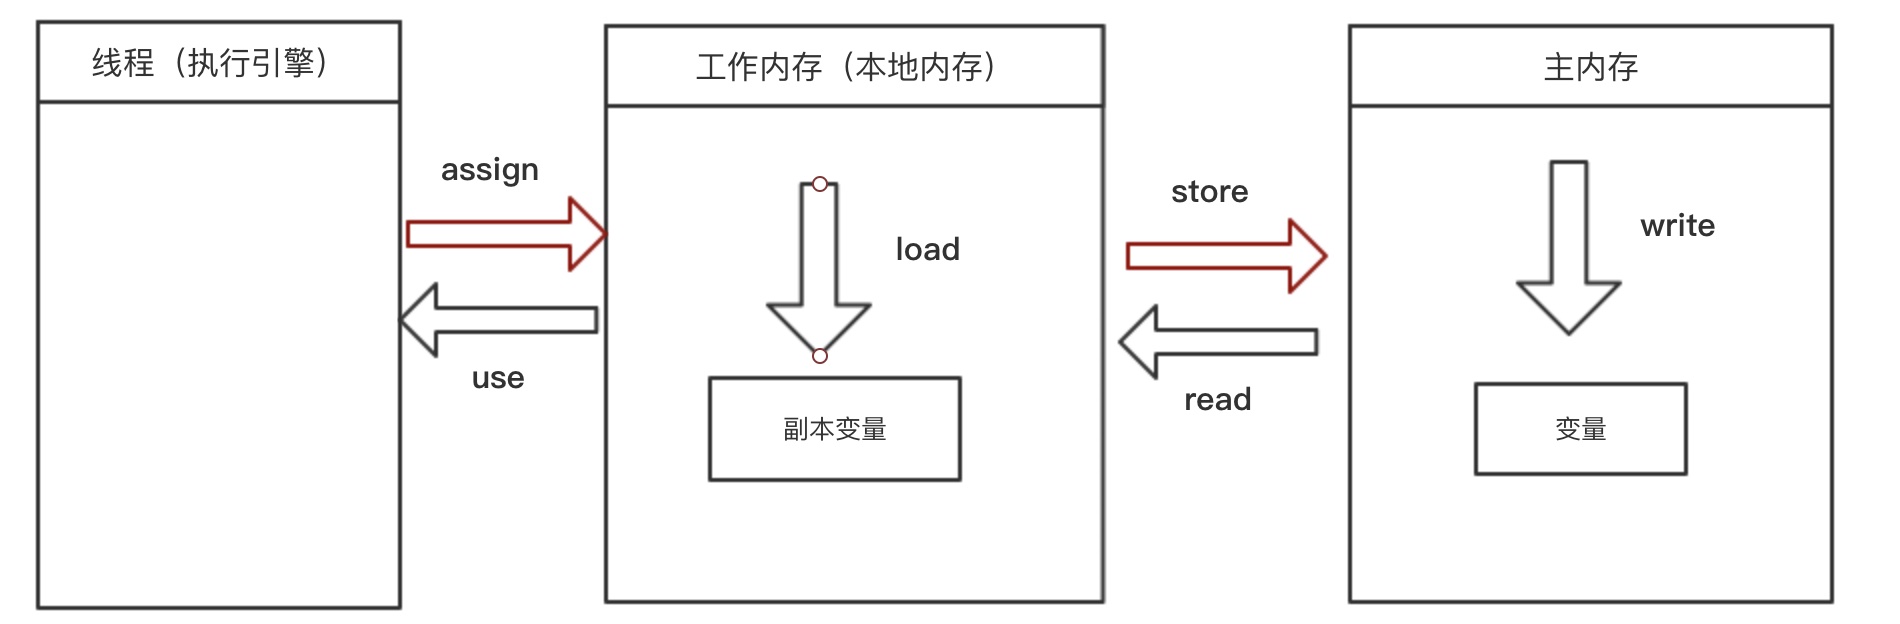 线程（执行引擎）
assign
use
工作内存（本地内存）
load
副本变量
store
read
主内存
write
变量